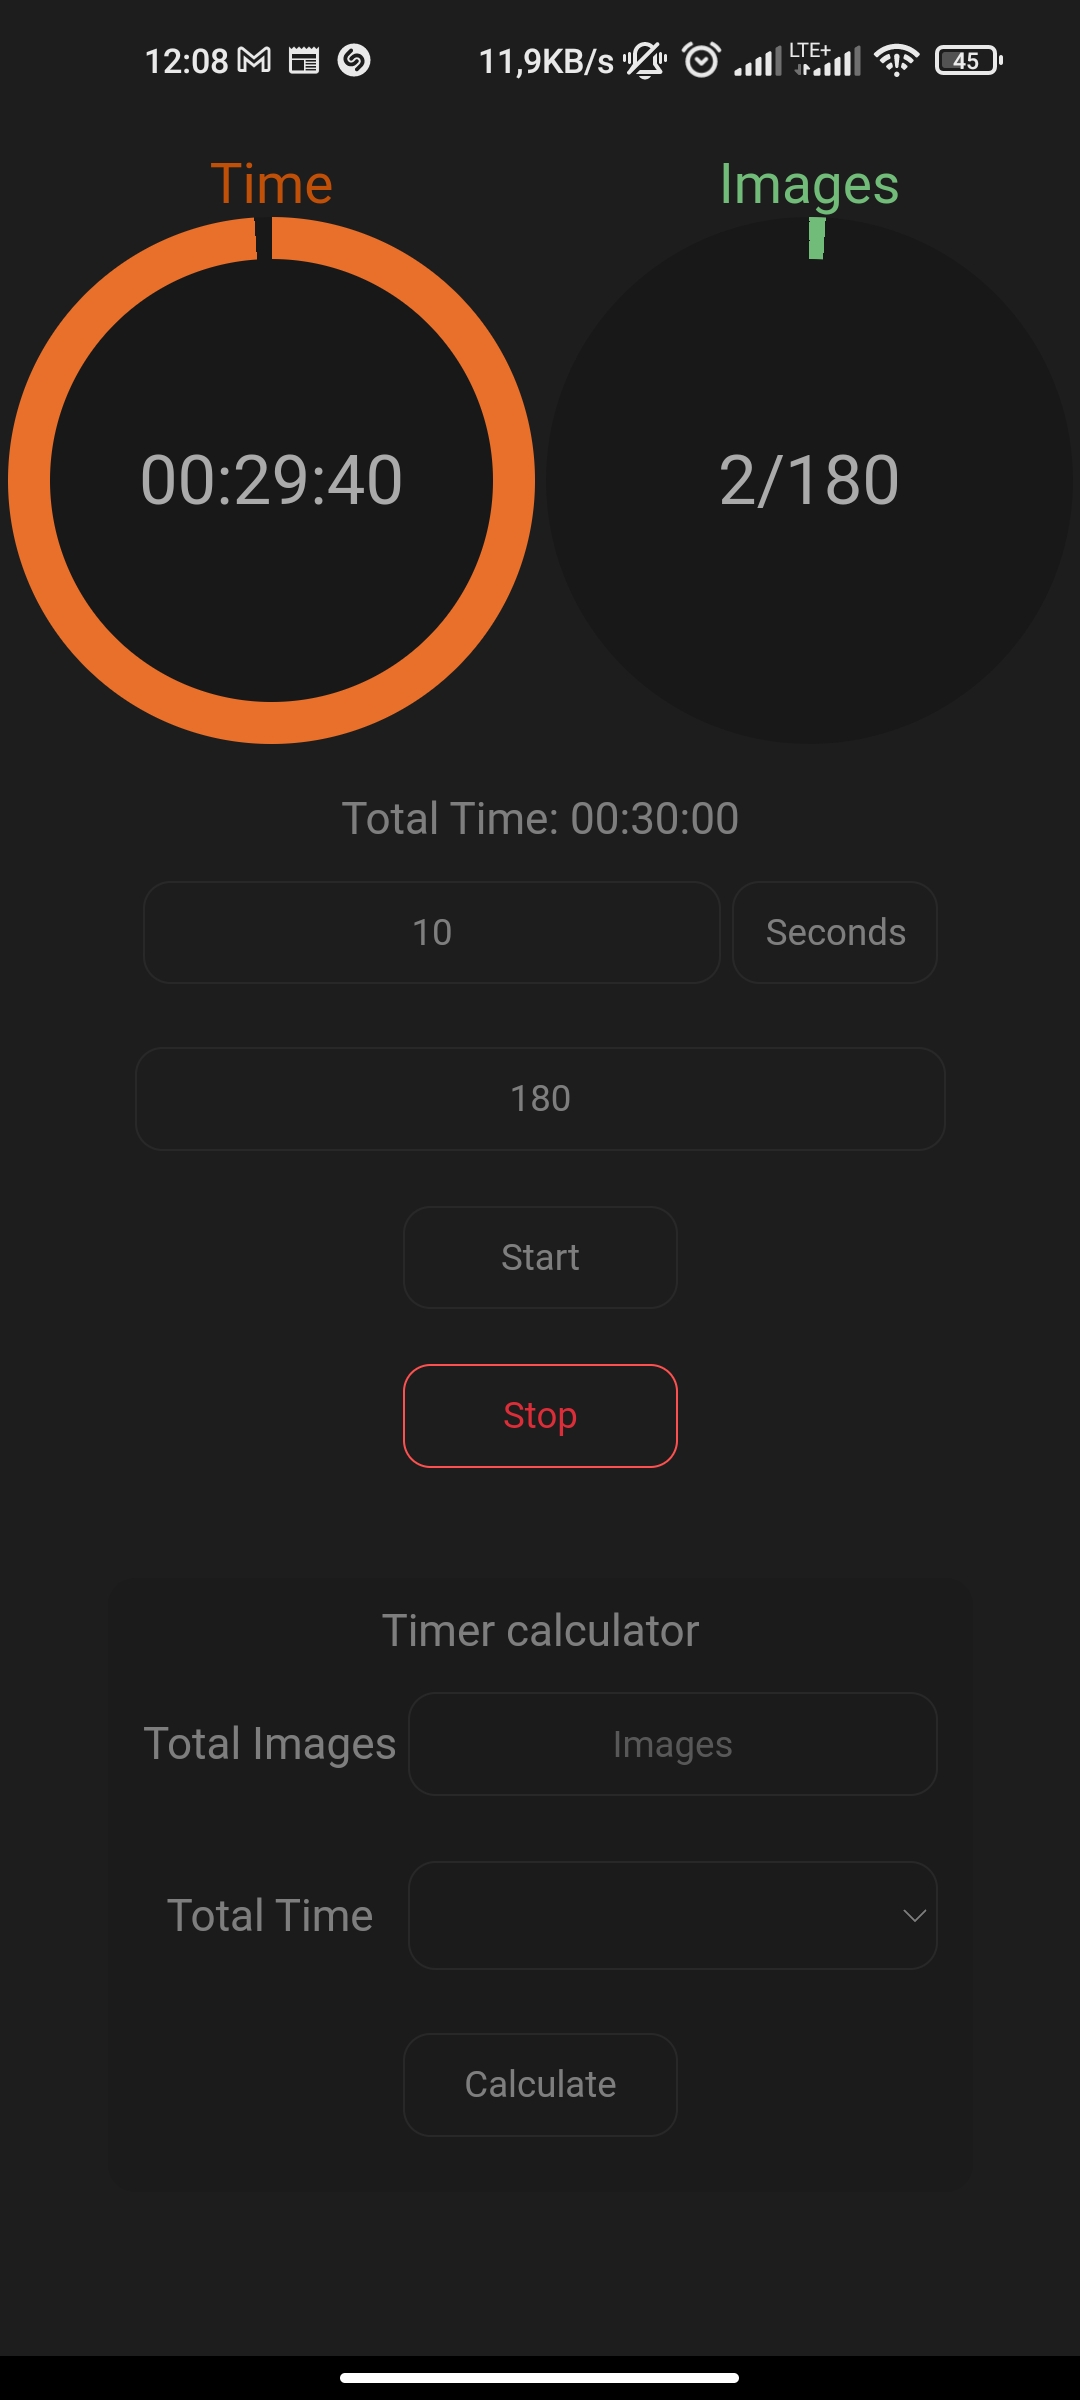 12:08 11,9KB/s LTE+ 45
Time
Images
00:29:40
2/180
Total Time: 00:30:00
10
Seconds
180
Start
Stop
Timer calculator
Total Images
Images
Total Time
Calculate